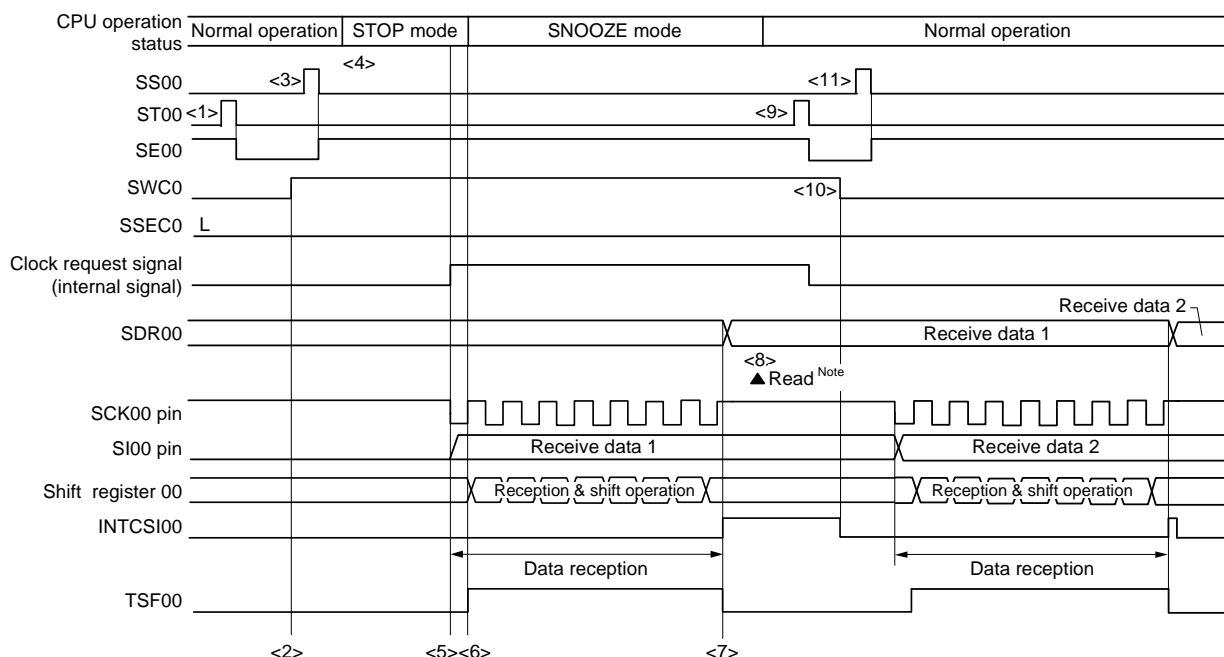 CPU operation
status
Normal operation STOP mode SNOOZE mode Normal operation
<4>
SS00 <3> <11>
ST00 <1> <9>
SE00
SWC0 <10>
SSEC0 L
Clock request signal
(internal signal)
Receive data 2
SDR00 Receive data 1
<8>
▲ Read Note
SCK00 pin
SI00 pin Receive data 1 Receive data 2
Shift register 00 Reception & shift operation Reception & shift operation
INTCSI00
Data reception Data reception
TSF00
<2> <5><6> <7>